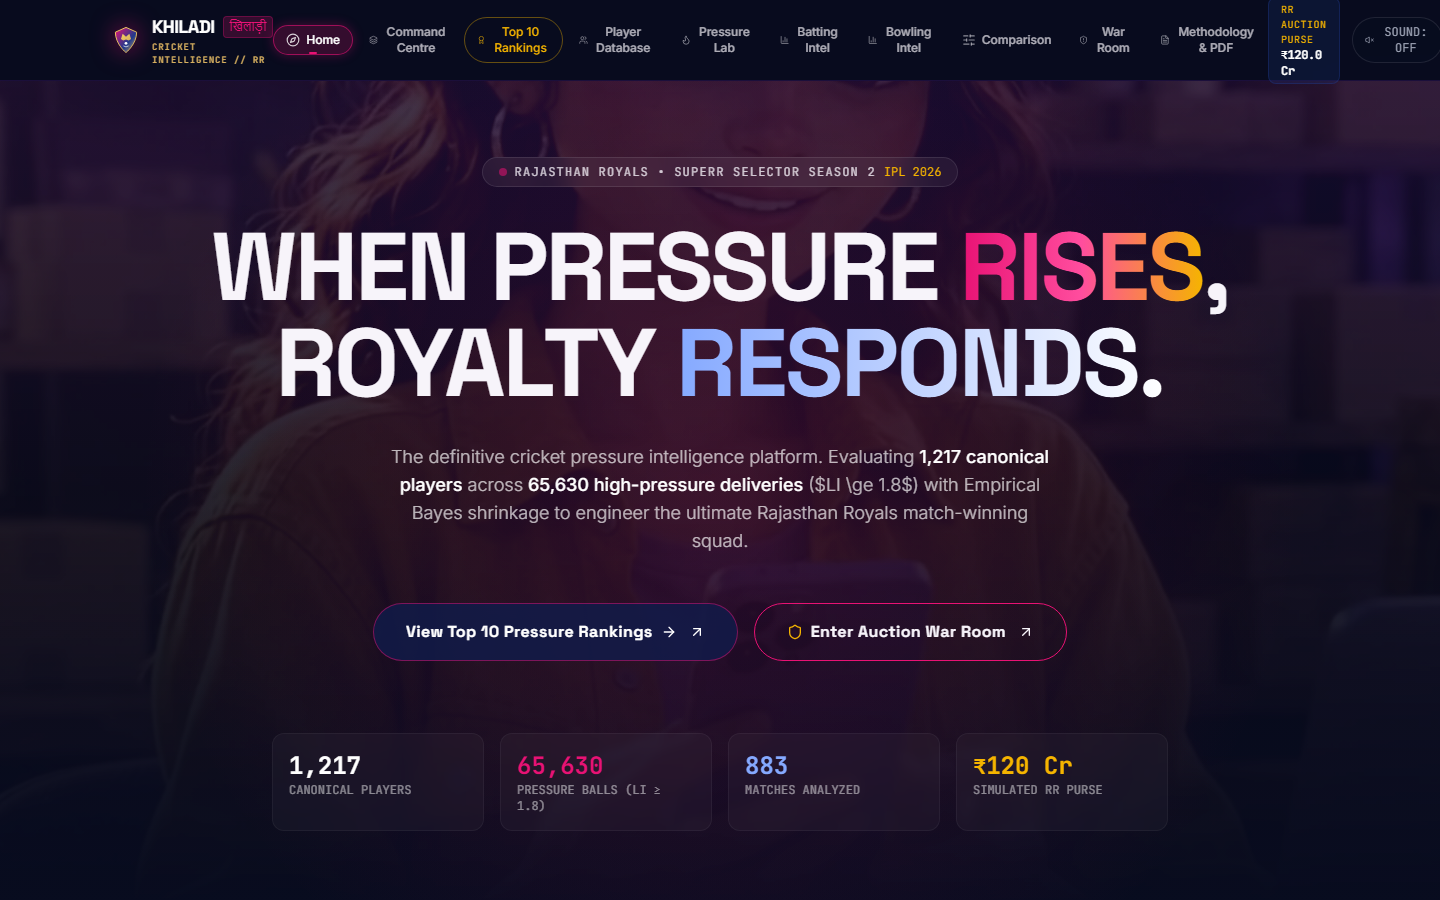 KHILADI खिलाड़ी
CRICKET
INTELLIGENCE // RR
Home
Command
Centre
Top 10
Rankings
Player
Database
Pressure
Lab
Batting
Intel
Bowling
Intel
Comparison
War
Room
Methodology
& PDF
RR
AUCTION
PURSE
₹120.0
Cr
SOUND:
OFF
RAJASTHAN ROYALS • SUPERR SELECTOR SEASON 2 IPL 2026
WHEN PRESSURE RISES,
ROYALTY RESPONDS.
The definitive cricket pressure intelligence platform. Evaluating 1,217 canonical
players across 65,630 high-pressure deliveries ($LI \ge 1.8$) with Empirical
Bayes shrinkage to engineer the ultimate Rajasthan Royals match-winning
squad.
View Top 10 Pressure Rankings
Enter Auction War Room
1,217
CANONICAL PLAYERS
65,630
PRESSURE BALLS (LI ≥
1.8)
883
MATCHES ANALYZED
₹120 Cr
SIMULATED RR PURSE